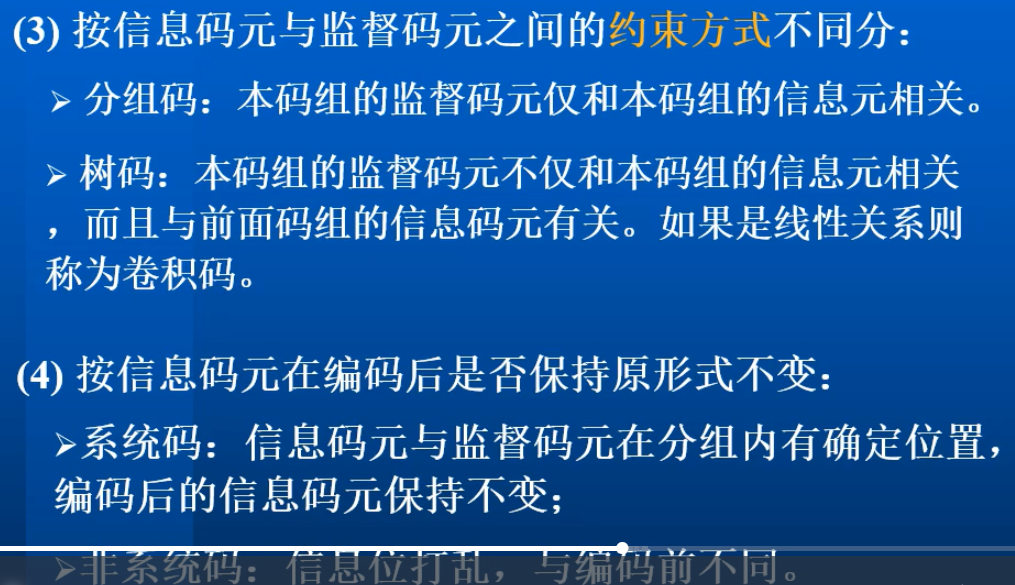 (3) 按信息码元与监督码元之间的约束方式不同分：
➢ 分组码：本码组的监督码元仅和本码组的信息元相关。
➢ 树码：本码组的监督码元不仅和本码组的信息元相关
，而且与前面码组的信息码元有关。如果是线性关系则
称为卷积码。
(4) 按信息码元在编码后是否保持原形式不变：
➢系统码：信息码元与监督码元在分组内有确定位置，
编码后的信息码元保持不变；
➢非系统码：信息位打乱，与编码前不同。